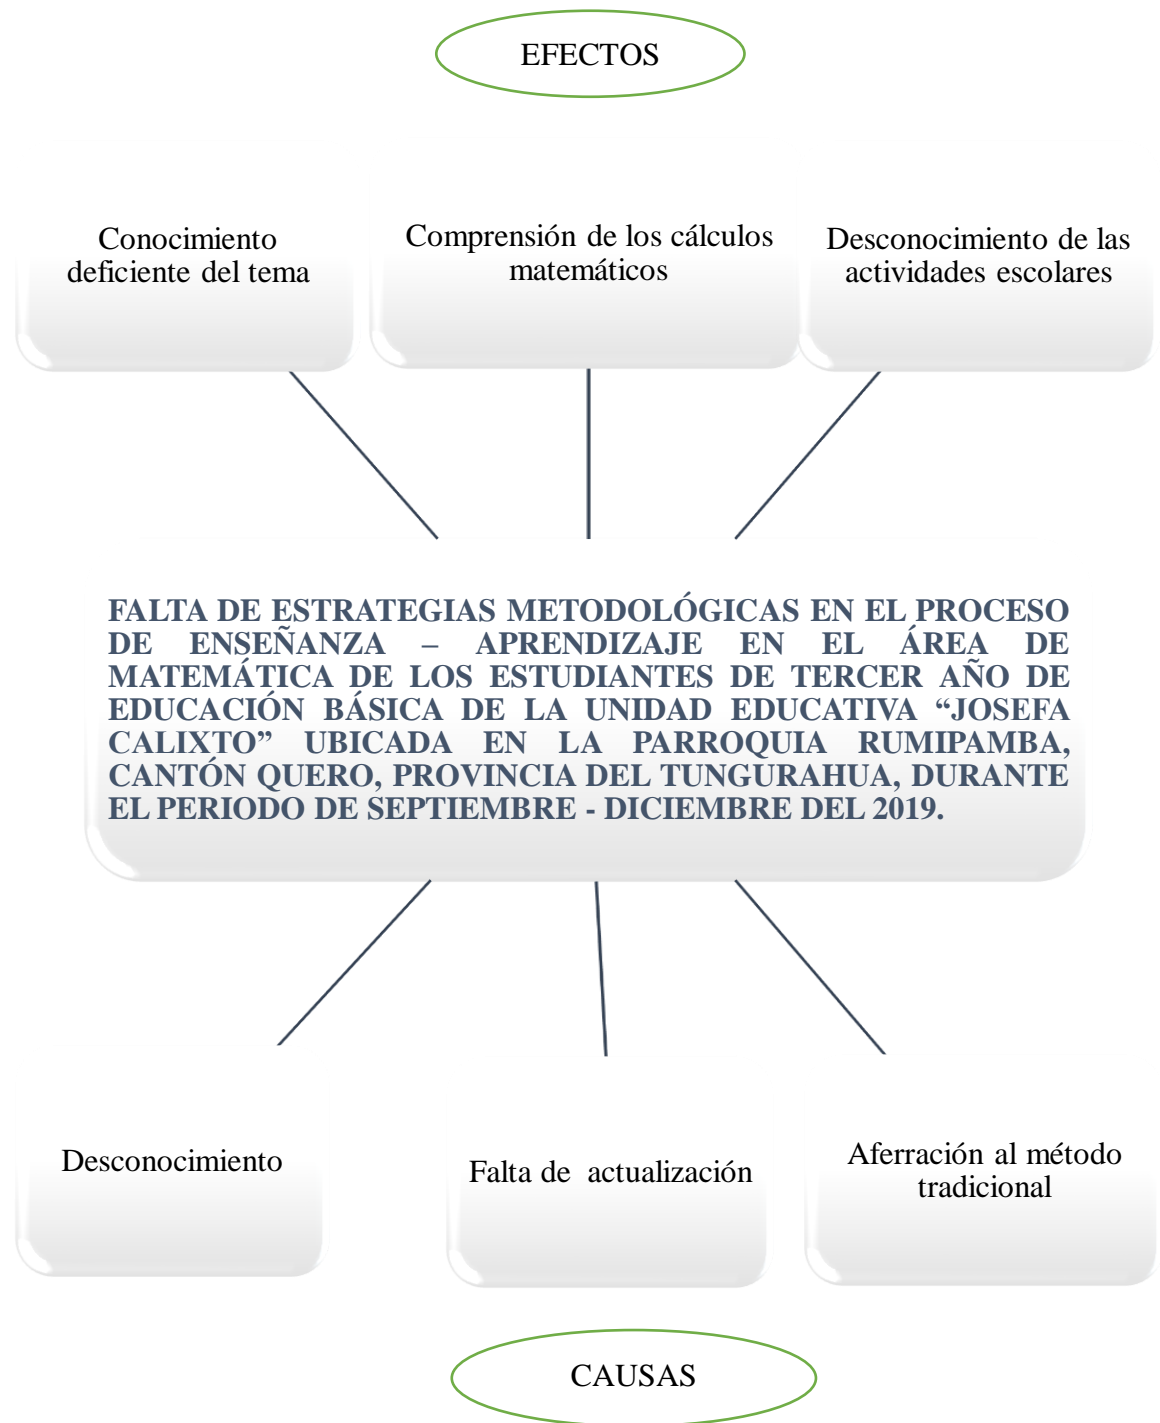 EFECTOS
Conocimiento
deficiente del tema
Comprensión de los cálculos
matemáticos
Desconocimiento de las
actividades escolares
FALTA DE ESTRATEGIAS METODOLÓGICAS EN EL PROCESO
DE ENSEÑANZA – APRENDIZAJE EN EL ÁREA DE
MATEMÁTICA DE LOS ESTUDIANTES DE TERCER AÑO DE
EDUCACIÓN BÁSICA DE LA UNIDAD EDUCATIVA “JOSEFA
CALIXTO” UBICADA EN LA PARROQUIA RUMIPAMBA,
CANTÓN QUERO, PROVINCIA DEL TUNGURAHUA, DURANTE
EL PERIODO DE SEPTIEMBRE - DICIEMBRE DEL 2019.
Desconocimiento
Falta de actualización
Aferración al método
tradicional
CAUSAS